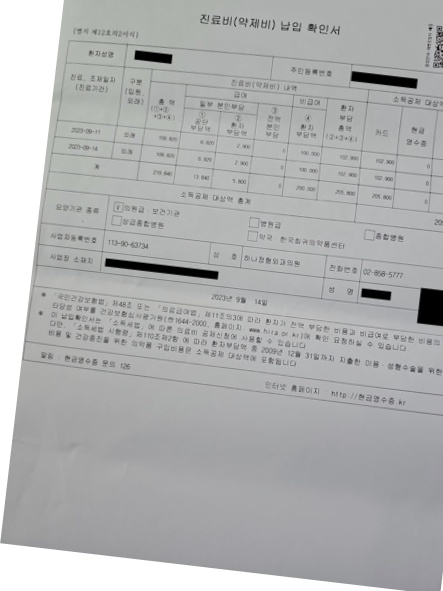 진료비(약제비) 납입 확인서
[별지 제12호의2서식]
환자성명
주민등록번호
진료, 조제일자
(진료기간)
구분
(입원,
외래)
진료비(약제비) 내역
소득공제 대상
총 액
(①+②
+③+④)
급여
일부 본인부담
①
공단
부담액
②
환자
부담액
③
전액
본인
부담
비급여
④
환자
부담액
환자
부담
총액
(②+③+④)
카드
현금
영수증
2023-09-11 외래 109,820 6,920 2,900 0 100,000 102,900 102,900 0
2023-09-14 외래 109,820 6,920 2,900 0 100,000 102,900 102,900 0
계 219,640 13,840 5,800 0 200,000 205,800 205,800 0
소득공제 대상액 총계
요양기관 종류
의원급 · 보건기관
병원급
종합병원
상급종합병원
약국 · 한국희귀의약품센터
사업자등록번호 113-90-63734 상 호 하나정형외과의원 전화번호 02-858-5777
사업장 소재지
성 명
2023년 9월 14일
* 「국민건강보험법」 제48조 또는 「의료급여법」 제11조의3에 따라 환자가 전액 부담한 비용과 비급여로 부담한 비용의
타당성 여부를 건강보험심사평가원(☎1644-2000, 홈페이지 www.hira.or.kr)에 확인 요청하실 수 있습니다
* 이 납입확인서는 「소득세법」에 따른 의료비 공제신청에 사용할 수 있습니다
다만, 「소득세법 시행령」 제110조제2항 에 따라 환자부담액 중 2009년 12월 31일까지 지출한 미용·성형수술을 위한
비용 및 건강증진을 위한 의약품 구입비용은 소득공제 대상액에 포함됩니다
알림 : 현금영수증 문의 126
인터넷 홈페이지 : http://현금영수증.kr